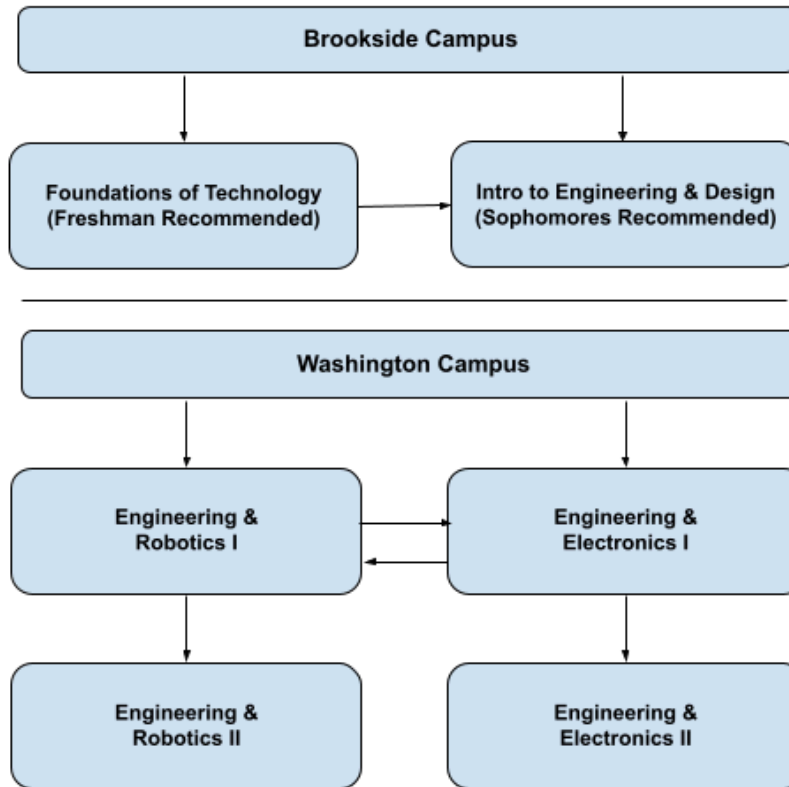 Brookside Campus
Foundations of Technology
(Freshman Recommended)
Intro to Engineering & Design
(Sophomores Recommended)
Washington Campus
Engineering &
Robotics I
Engineering &
Electronics I
Engineering &
Robotics II
Engineering &
Electronics II